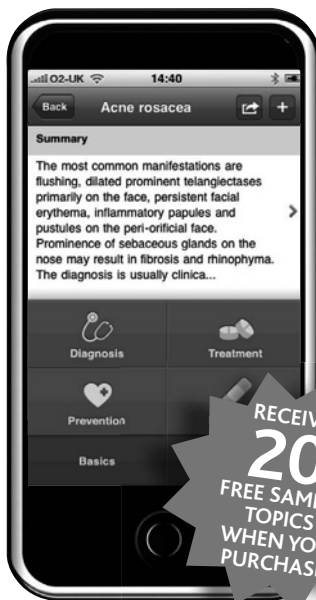 O2-UK 14:40
Back Acne rosacea +
Summary
The most common manifestations are
flushing, dilated prominent telangiectases
primarily on the face, persistent facial
erythema, inflammatory papules and
pustules on the peri-orificial face.
Prominence of sebaceous glands on the
nose may result in fibrosis and rhinophyma.
The diagnosis is usually clinica...
Diagnosis Treatment
Prevention
Basics
RECEIV
20
FREE SAM
TOPICS
WHEN YO
PURCHAS